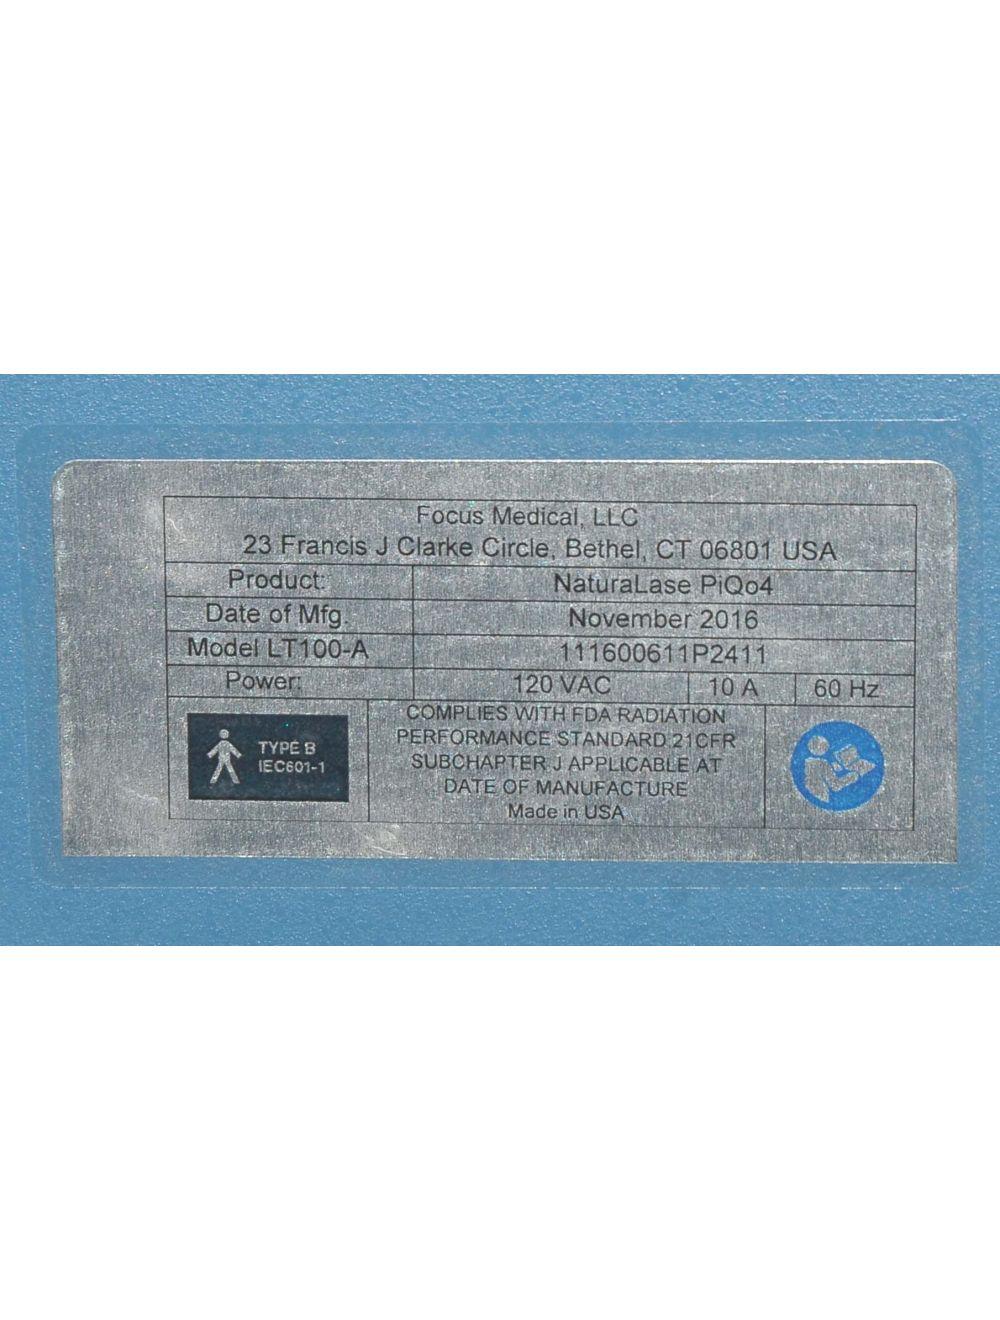 Focus Medical, LLC
23 Francis J Clarke Circle, Bethel, CT 06801 USA
Product: NaturaLase PiQo4
Date of Mfg. November 2016
Model LT100-A 111600611P2411
Power: 120 VAC 10 A 60 Hz
TYPE B
IEC601-1
COMPLIES WITH FDA RADIATION
PERFORMANCE STANDARD 21CFR
SUBCHAPTER J APPLICABLE AT
DATE OF MANUFACTURE
Made in USA